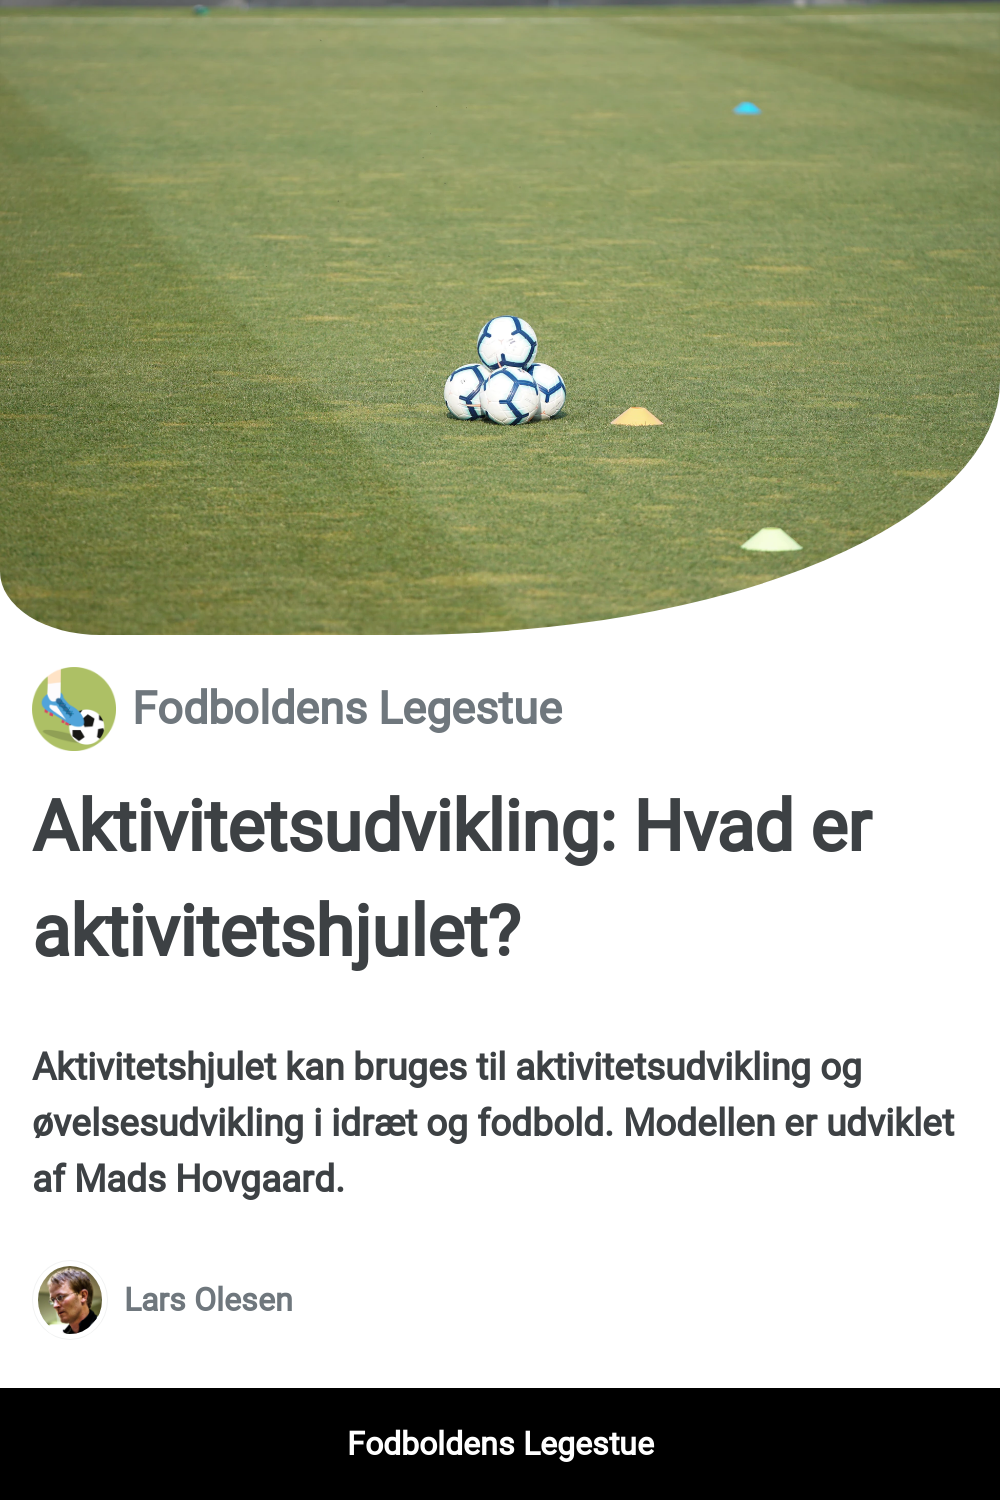 Fodboldens Legestue
Aktivitetsudvikling: Hvad er
aktivitetshjulet?
Aktivitetshjulet kan bruges til aktivitetsudvikling og
øvelsesudvikling i idræt og fodbold. Modellen er udviklet
af Mads Hovgaard.
Lars Olesen
Fodboldens Legestue